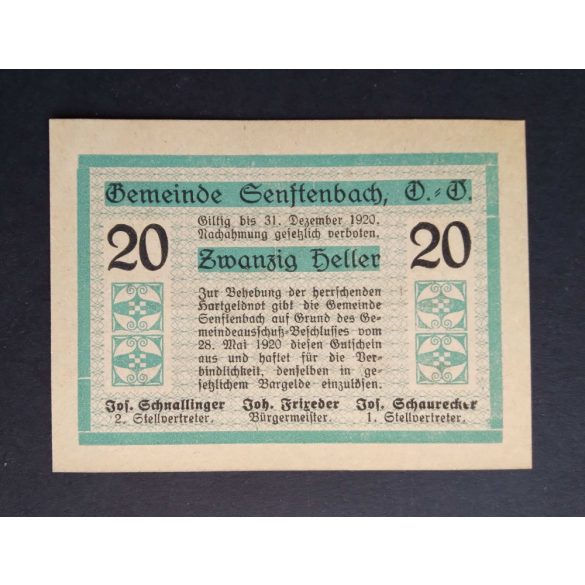 Gemeinde Senftenbach, O.-Ö.
Giltig bis 31. Dezember 1920.
Nachahmung gesetzlich verboten.
20 Zwanzig Heller 20
Zur Behebung der herrschenden
Hartgeldnot gibt die Gemeinde
Senftenbach auf Grund des Ge-
meindeausschuß-Beschlusses vom
28. Mai 1920 diesen Gutschein
aus und haftet für die Ver-
bindlichkeit, denselben in ge-
setzlichem Bargelde einzulösen.
Jos. Schnallinger Joh. Frixeder Jos. Schaurecker
2. Stellvertreter. Bürgermeister. 1. Stellvertreter.